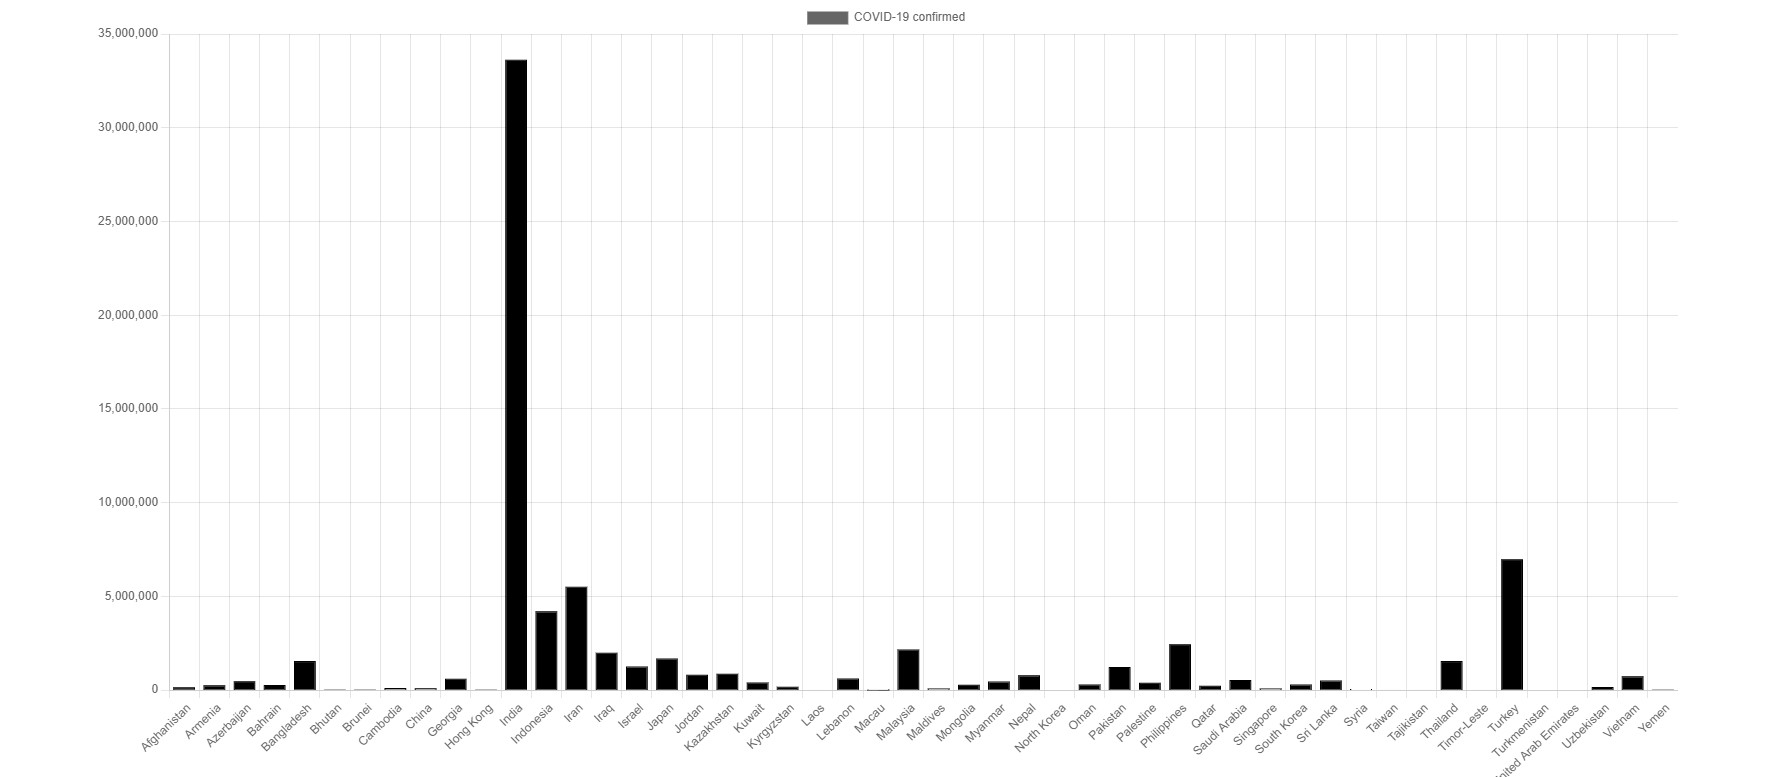 COVID-19 confirmed
35,000,000
30,000,000
25,000,000
20,000,000
15,000,000
10,000,000
5,000,000
0
Afghanistan
Armenia
Azerbaijan
Bahrain
Bangladesh
Bhutan
Brunei
Cambodia
China
Georgia
Hong Kong
India
Indonesia
Iran
Iraq
Israel
Japan
Jordan
Kazakhstan
Kuwait
Kyrgyzstan
Laos
Lebanon
Macau
Malaysia
Maldives
Mongolia
Myanmar
Nepal
North Korea
Oman
Pakistan
Palestine
Philippines
Qatar
Saudi Arabia
Singapore
South Korea
Sri Lanka
Syria
Taiwan
Tajikistan
Thailand
Timor-Leste
Turkey
Turkmenistan
Arab Emirates
Uzbekistan
Vietnam
Yemen